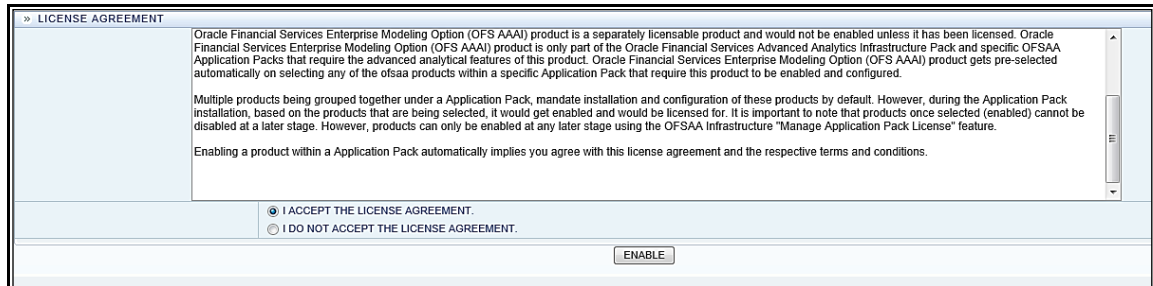 » LICENSE AGREEMENT
Oracle Financial Services Enterprise Modeling Option (OFS AAAI) product is a separately licensable product and would not be enabled unless it has been licensed. Oracle
Financial Services Enterprise Modeling Option (OFS AAAI) product is only part of the Oracle Financial Services Advanced Analytics Infrastructure Pack and specific OFSAA
Application Packs that require the advanced analytical features of this product. Oracle Financial Services Enterprise Modeling Option (OFS AAAI) product gets pre-selected
automatically on selecting any of the ofsaa products within a specific Application Pack that require this product to be enabled and configured.
Multiple products being grouped together under a Application Pack, mandate installation and configuration of these products by default. However, during the Application Pack
installation, based on the products that are being selected, it would get enabled and would be licensed for. It is important to note that products once selected (enabled) cannot be
disabled at a later stage. However, products can only be enabled at any later stage using the OFSAA Infrastructure "Manage Application Pack License" feature.
Enabling a product within a Application Pack automatically implies you agree with this license agreement and the respective terms and conditions.
I ACCEPT THE LICENSE AGREEMENT.
I DO NOT ACCEPT THE LICENSE AGREEMENT.
ENABLE